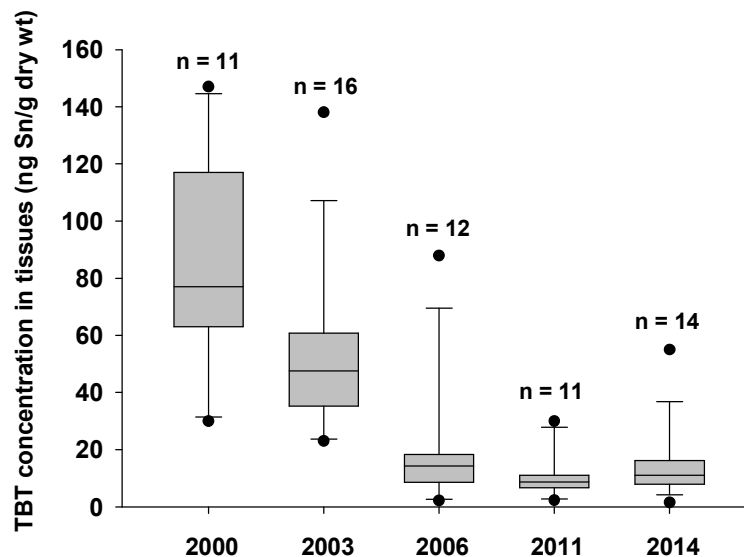 TBT concentration in tissues (ng Sn/g dry wt)
160
140
120
100
80
60
40
20
0
n = 11
n = 16
n = 12
n = 11
n = 14
2000 2003 2006 2011 2014